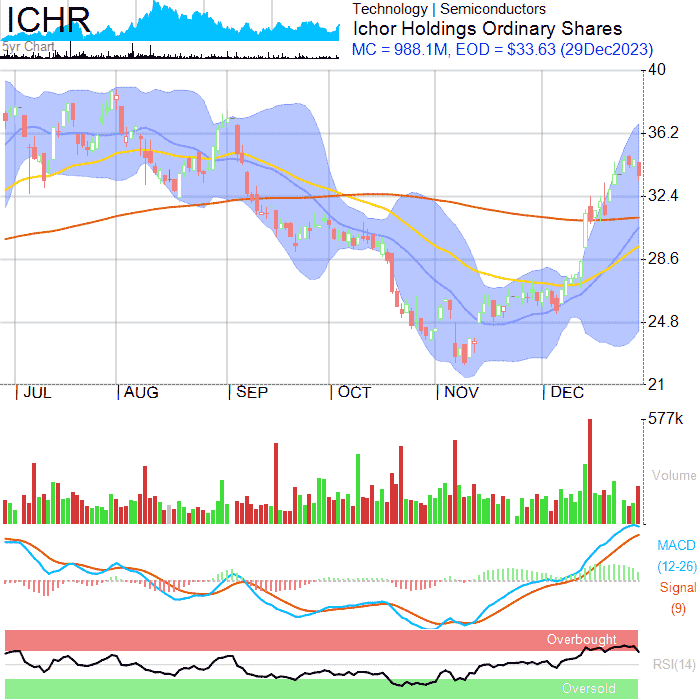 ICHR
5yr Chart
Technology | Semiconductors
Ichor Holdings Ordinary Shares
MC = 988.1M, EOD = $33.63 (29Dec2023)
40
36.2
32.4
28.6
24.8
21
JUL AUG SEP OCT NOV DEC
577k
Volume
MACD
(12-26)
Signal
(9)
Overbought
RSI(14)
Oversold